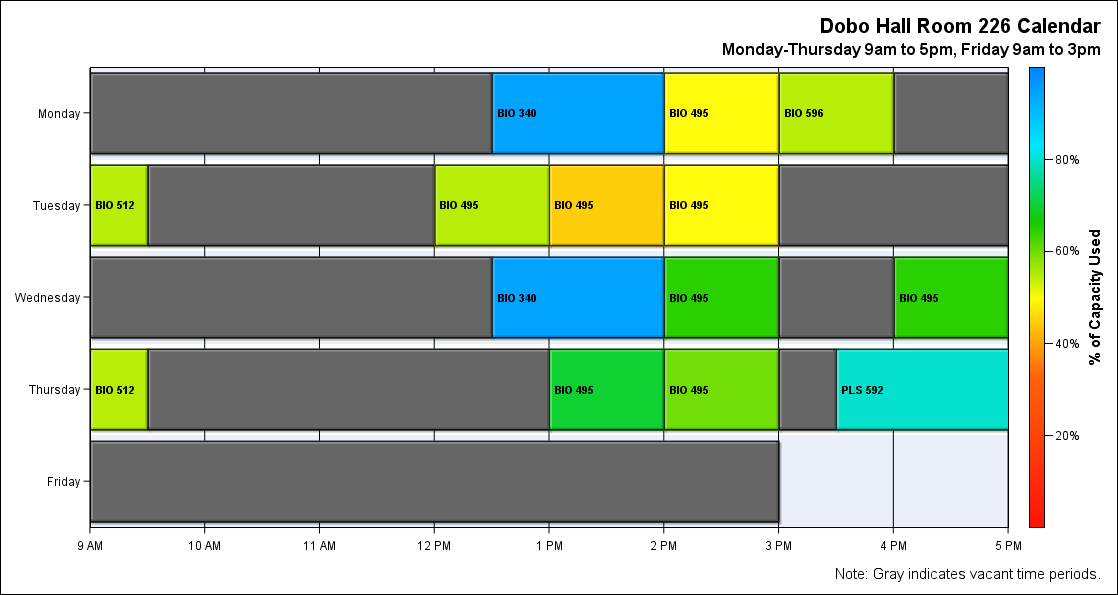 Dobo Hall Room 226 Calendar
Monday-Thursday 9am to 5pm, Friday 9am to 3pm
Monday
BIO 340
BIO 495
BIO 596
Tuesday
BIO 512
BIO 495
BIO 495
BIO 495
Wednesday
BIO 340
BIO 495
BIO 495
Thursday
BIO 512
BIO 495
BIO 495
PLS 592
Friday
9 AM
10 AM
11 AM
12 PM
1 PM
2 PM
3 PM
4 PM
5 PM
80%
60%
40%
20%
% of Capacity Used
Note: Gray indicates vacant time periods.